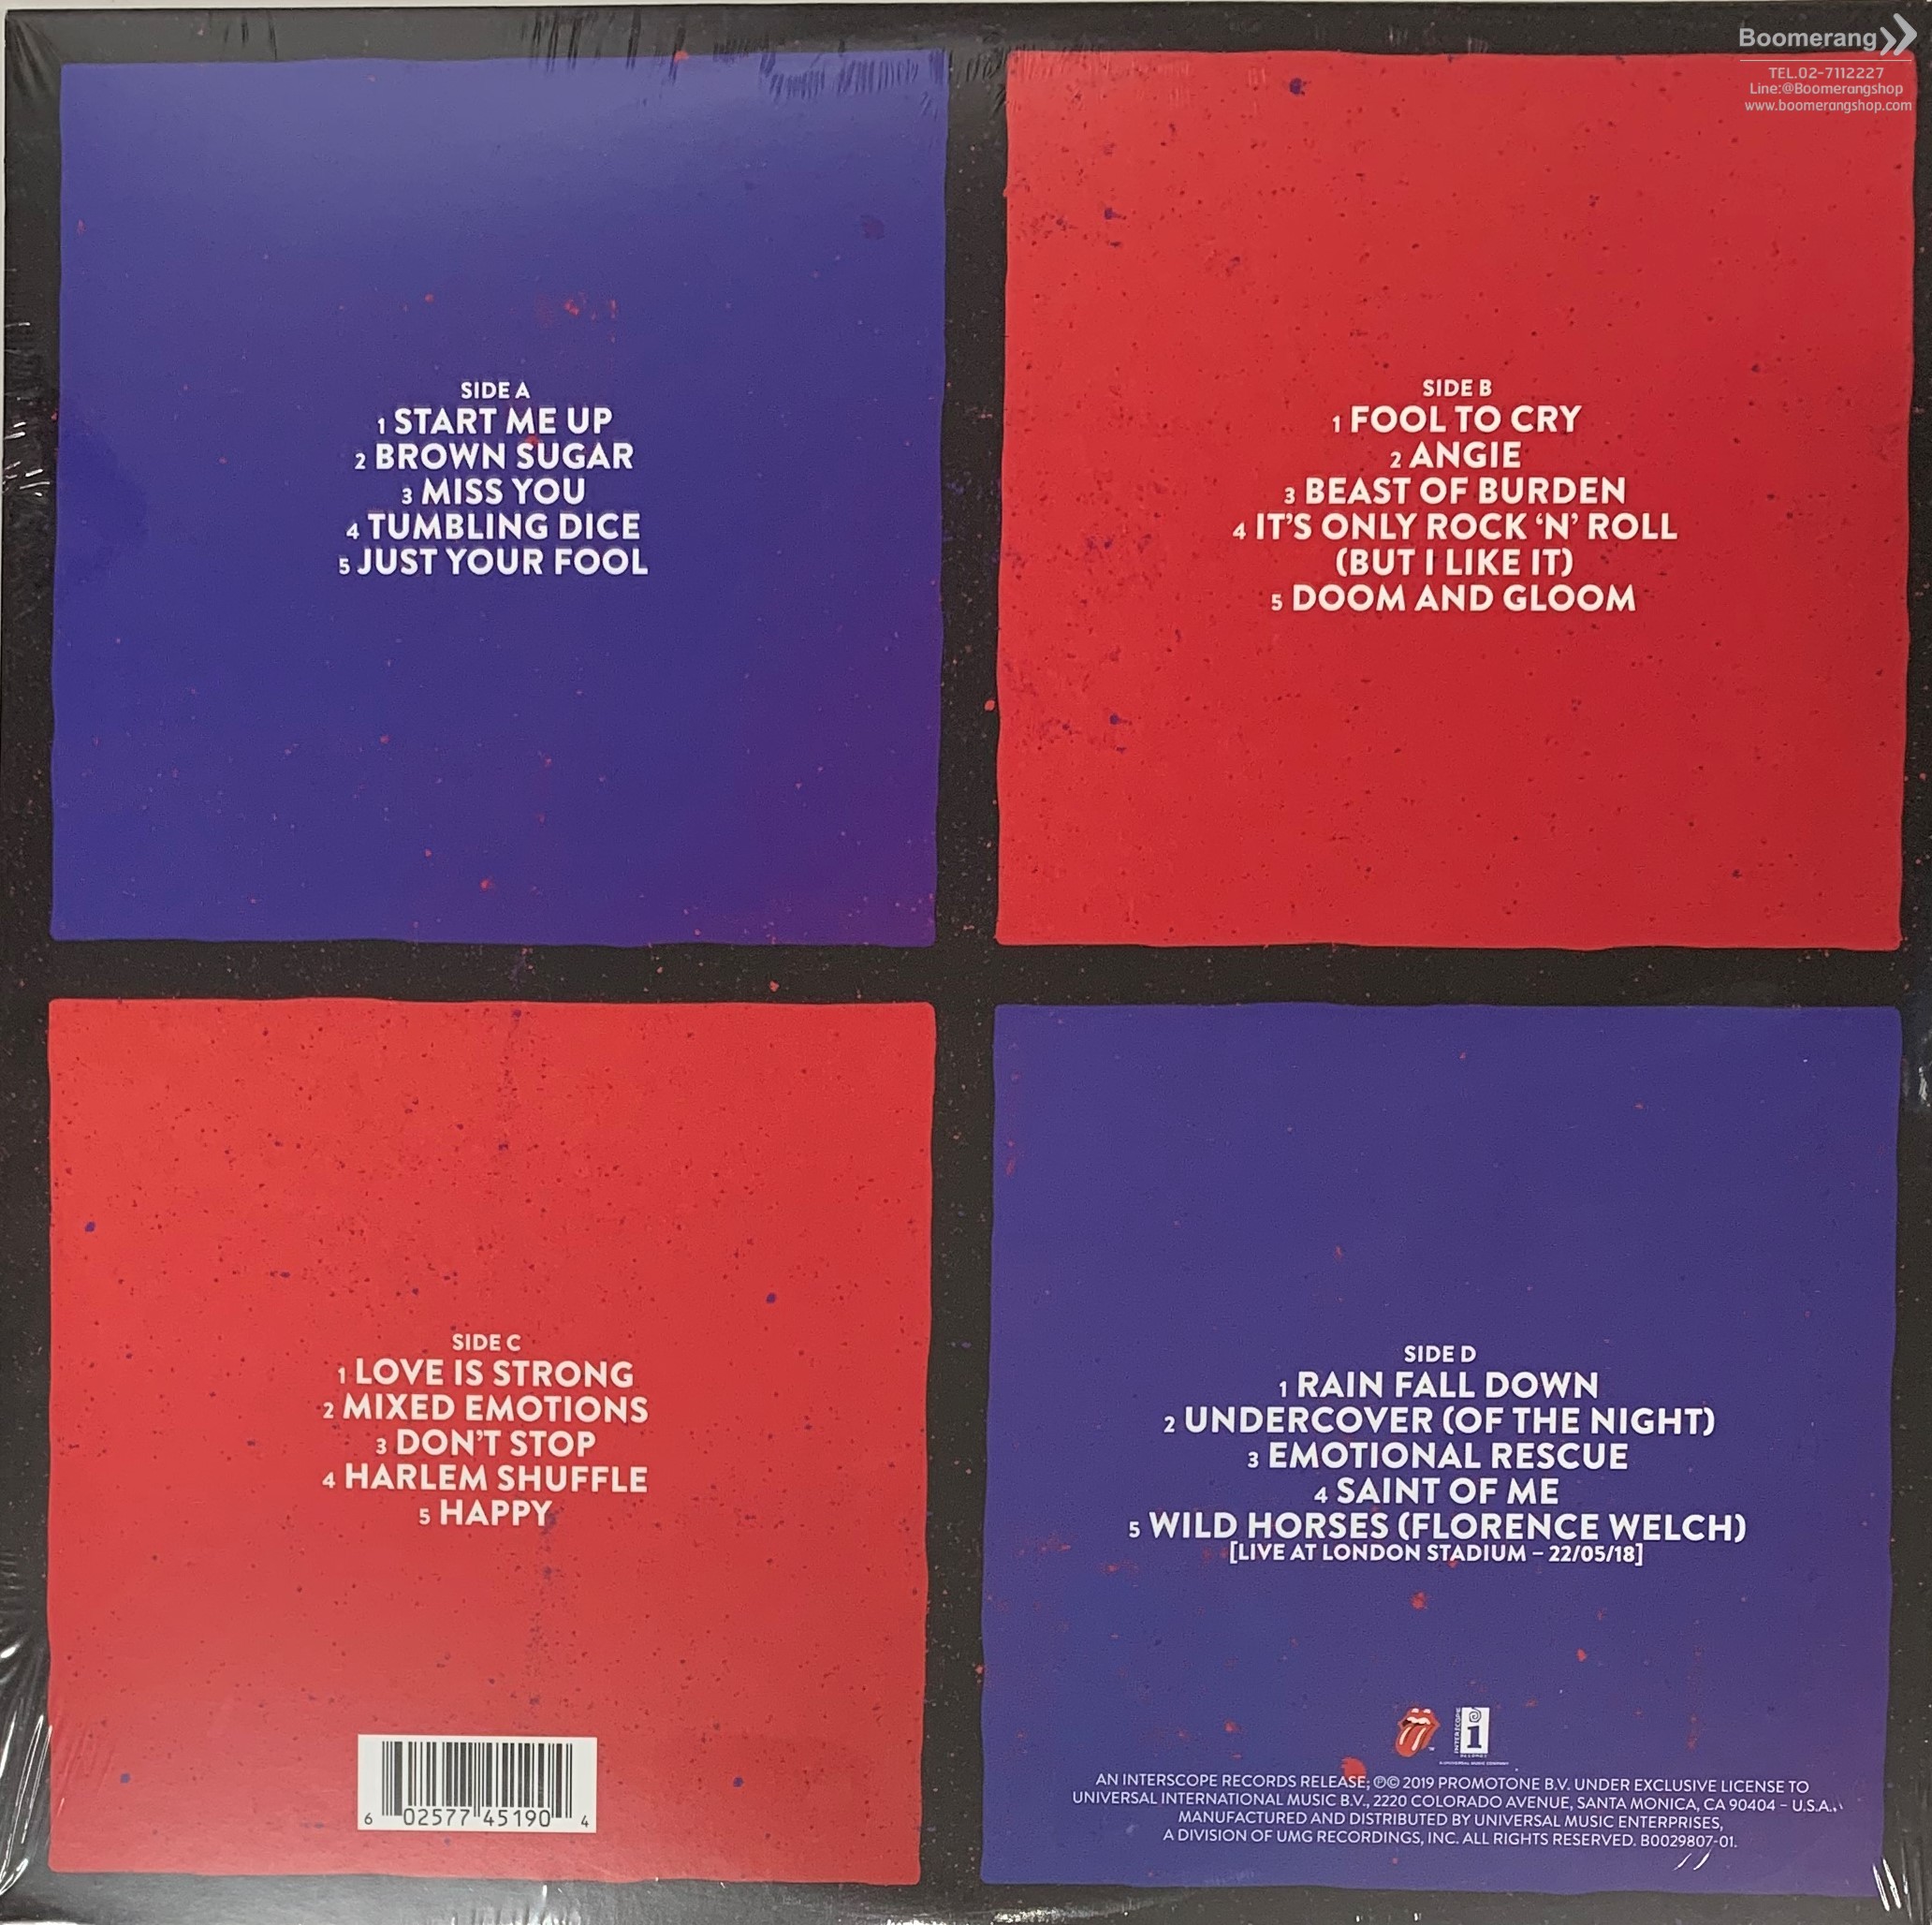 Boomerang
TEL.02-7112227
Line:@Boomerangshop
www.boomerangshop.com
SIDE A
1 START ME UP
2 BROWN SUGAR
3 MISS YOU
4 TUMBLING DICE
5 JUST YOUR FOOL
SIDE B
1 FOOL TO CRY
2 ANGIE
3 BEAST OF BURDEN
4 IT'S ONLY ROCK ‘N’ ROLL
(BUT I LIKE IT)
5 DOOM AND GLOOM
SIDE C
1 LOVE IS STRONG
2 MIXED EMOTIONS
3 DON'T STOP
4 HARLEM SHUFFLE
5 HAPPY
6 02577 45190 4
SIDE D
1 RAIN FALL DOWN
2 UNDERCOVER (OF THE NIGHT)
3 EMOTIONAL RESCUE
4 SAINT OF ME
5 WILD HORSES (FLORENCE WELCH)
[LIVE AT LONDON STADIUM – 22/05/18]
INTERSCOPE
i
AN INTERSCOPE RECORDS RELEASE; ℗© 2019 PROMOTONE B.V. UNDER EXCLUSIVE LICENSE TO
UNIVERSAL INTERNATIONAL MUSIC B.V., 2220 COLORADO AVENUE, SANTA MONICA, CA 90404 – U.S.A.
MANUFACTURED AND DISTRIBUTED BY UNIVERSAL MUSIC ENTERPRISES,
A DIVISION OF UMG RECORDINGS, INC. ALL RIGHTS RESERVED. B0029807-01.